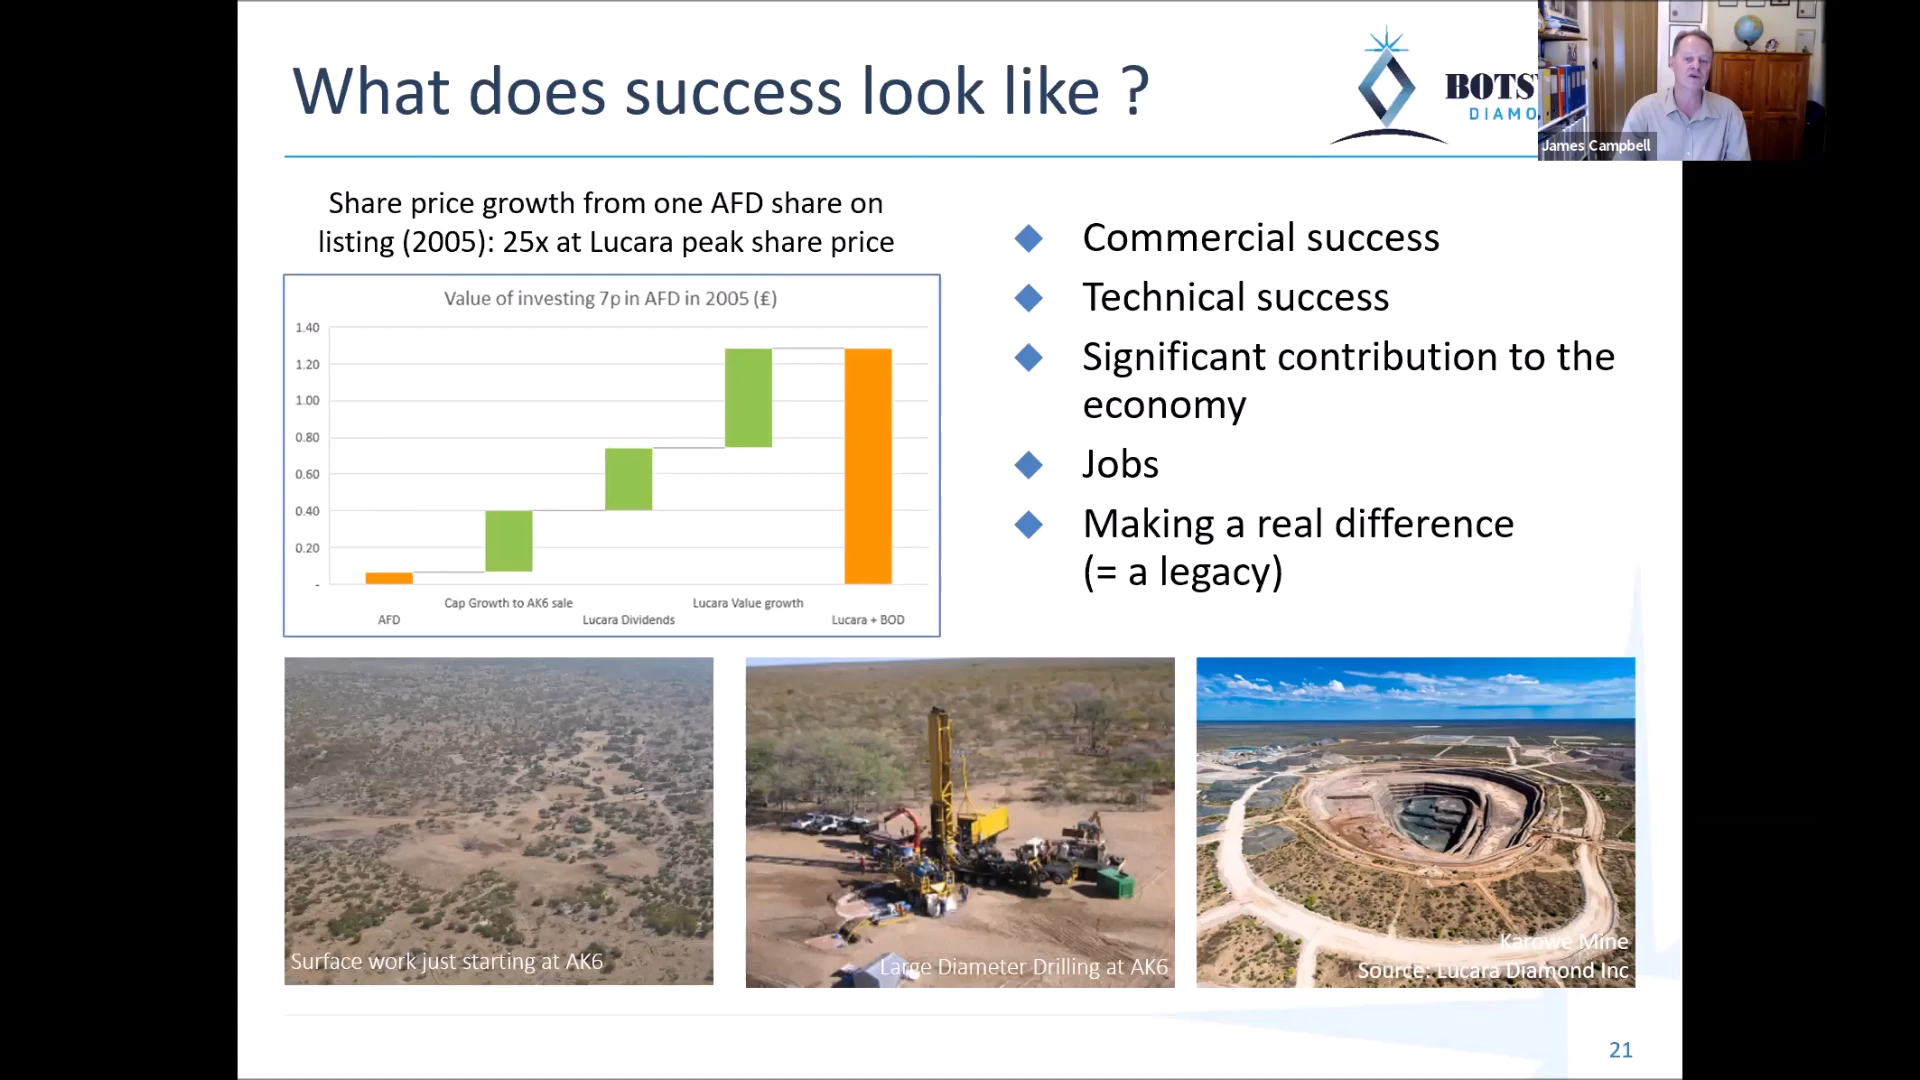 What does success look like ?
BOTS
DIAMO
James Campbell
Share price growth from one AFD share on
listing (2005): 25x at Lucara peak share price
Value of investing 7p in AFD in 2005 (£)
1.40
1.20
1.00
0.80
0.60
0.40
0.20
-
Cap Growth to AK6 sale
Lucara Value growth
AFD
Lucara Dividends
Lucara + BOD
Commercial success
Technical success
Significant contribution to the
economy
Jobs
Making a real difference
(= a legacy)
Surface work just starting at AK6
Large Diameter Drilling at AK6
Karowe Mine
Source: Lucara Diamond Inc
21